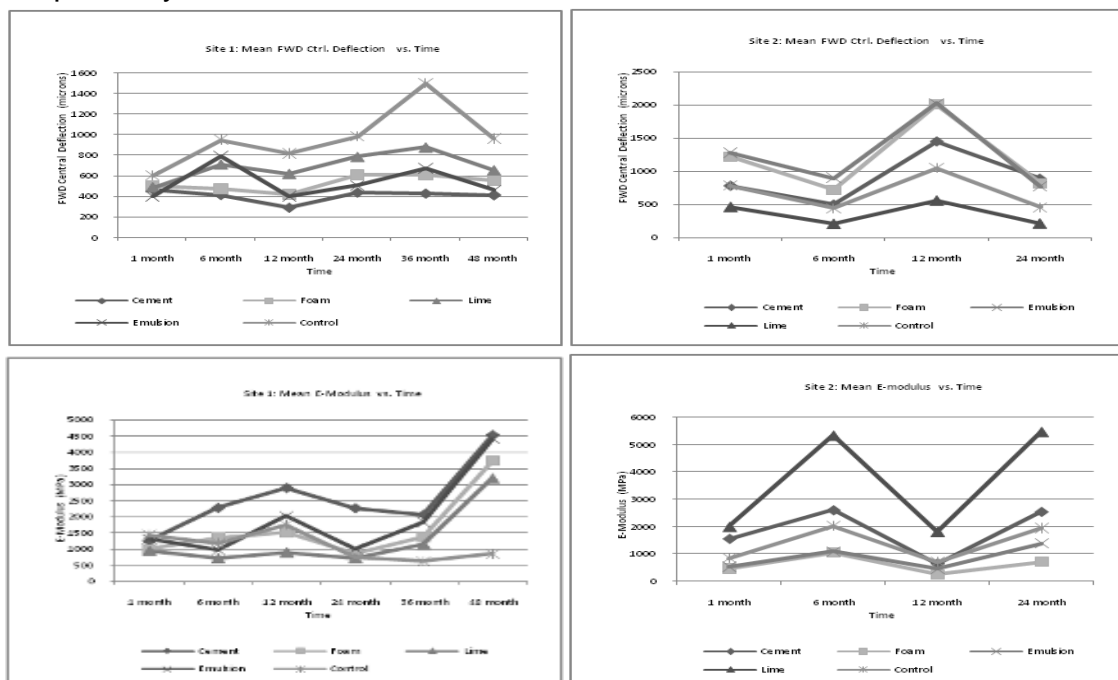 Site 1: Mean FWD Ctrl. Deflection vs. Time
FWD Central Deflection (microns)
1600
1400
1200
1000
800
600
400
200
0
1 month 6 month 12 month 24 month 36 month 48 month
Time
Cement Foam Lime
Emulsion Control
Site 2: Mean FWD Ctrl. Deflection vs. Time
FWD Central Deflection (microns)
2500
2000
1500
1000
500
0
1 month 6 month 12 month 24 month
Time
Cement Foam Emulsion
Lime Control
Site 1: Mean E-Modulus vs. Time
E-Modulus (MPa)
5000
4500
4000
3500
3000
2500
2000
1500
1000
500
0
1 month 6 month 12 month 24 month 36 month 48 month
Time
Cement Foam Lime
Emulsion Control
Site 2: Mean E-modulus vs. Time
E-Modulus (MPa)
6000
5000
4000
3000
2000
1000
0
1 month 6 month 12 month 24 month
Time
Cement Foam Emulsion
Lime Control